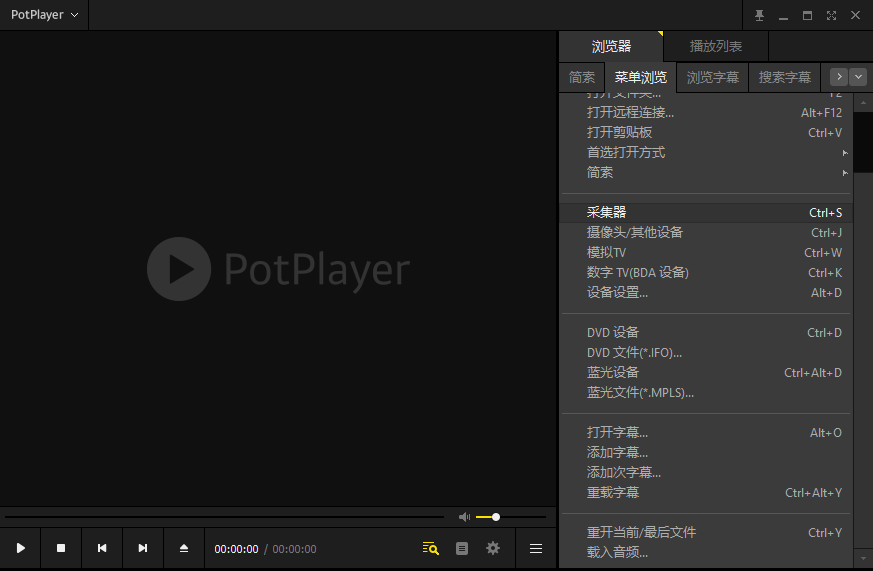 PotPlayer
浏览器 播放列表
简索 菜单浏览 浏览字幕 搜索字幕
打开文件夹... F2
打开远程连接... Alt+F12
打开剪贴板 Ctrl+V
首选打开方式
简索
采集器 Ctrl+S
摄像头/其他设备 Ctrl+J
模拟TV Ctrl+W
数字 TV(BDA 设备) Ctrl+K
设备设置... Alt+D
PotPlayer
DVD 设备 Ctrl+D
DVD 文件(*.IFO)...
蓝光设备 Ctrl+Alt+D
蓝光文件(*.MPLS)...
打开字幕... Alt+O
添加字幕...
添加次字幕...
重载字幕 Ctrl+Alt+Y
重开当前/最后文件 Ctrl+Y
载入音频...
00:00:00 / 00:00:00